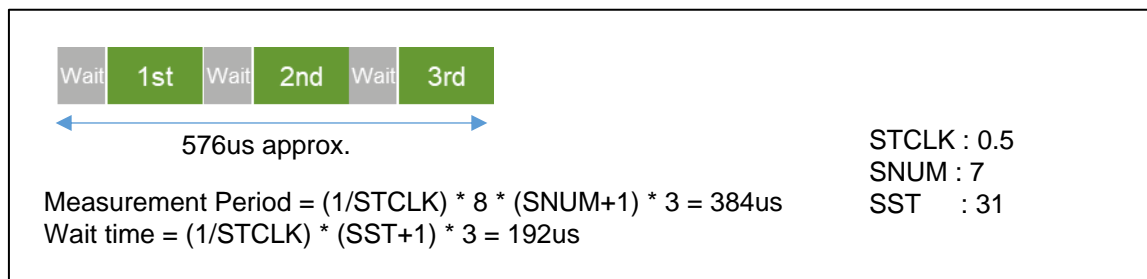 Wait 1st Wait 2nd Wait 3rd
576us approx.
STCLK : 0.5
SNUM : 7
SST : 31
Measurement Period = (1/STCLK) * 8 * (SNUM+1) * 3 = 384us
Wait time = (1/STCLK) * (SST+1) * 3 = 192us